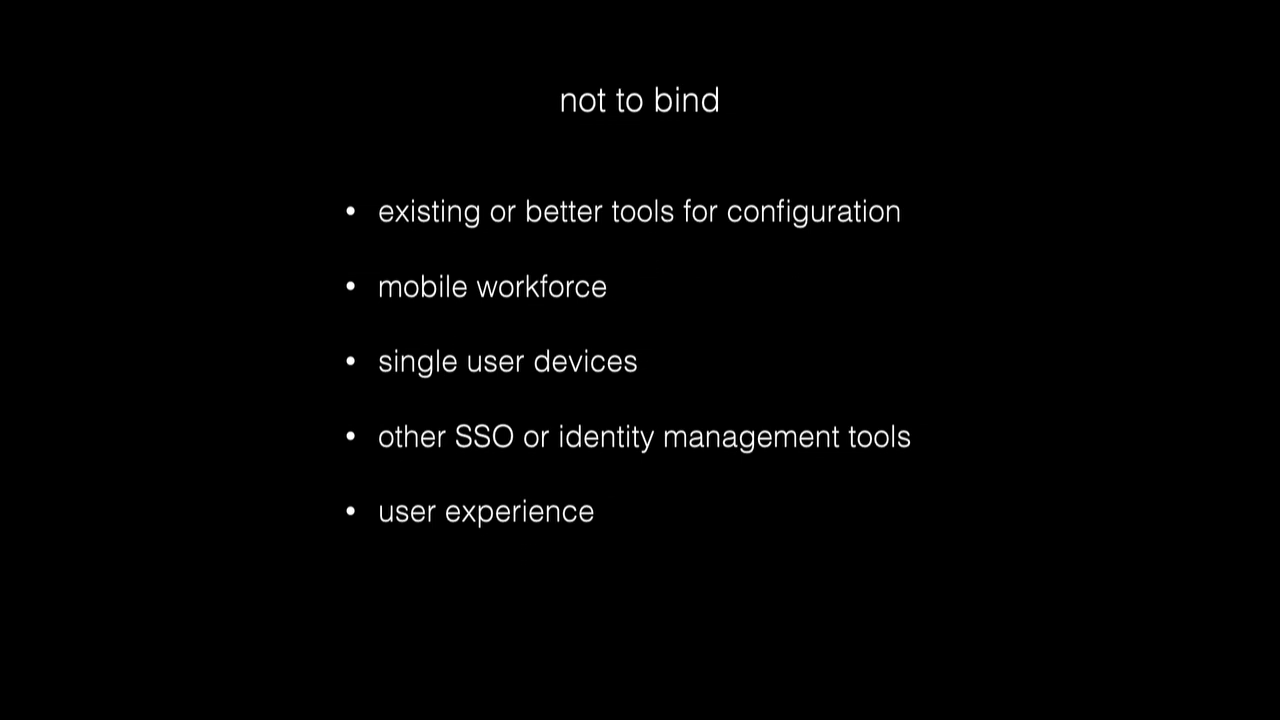 not to bind
• existing or better tools for configuration
• mobile workforce
• single user devices
• other SSO or identity management tools
• user experience